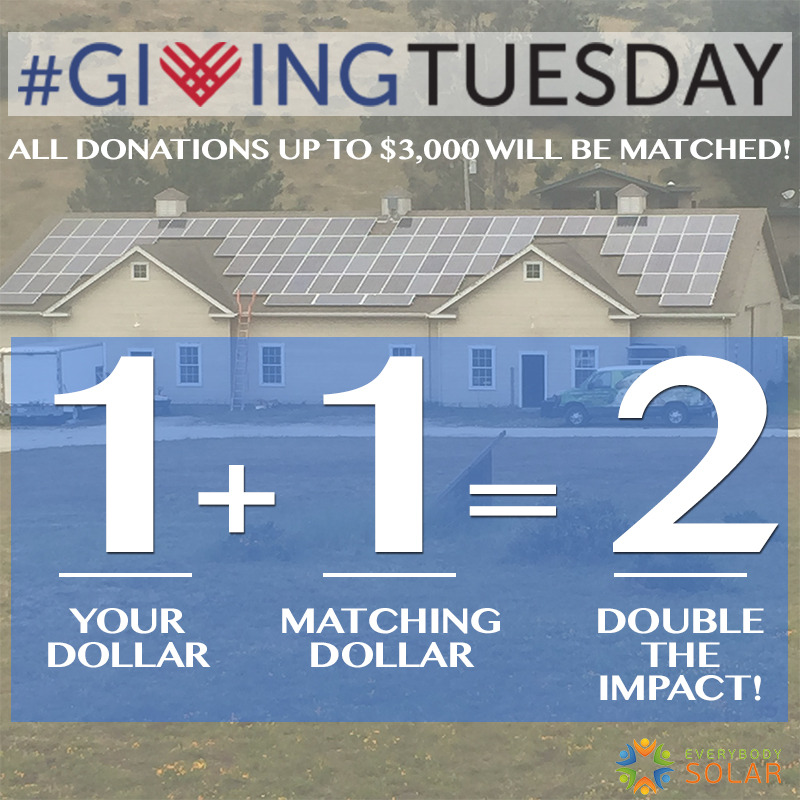 #GIVINGTUESDAY
ALL DONATIONS UP TO $3,000 WILL BE MATCHED!
1 + 1 = 2
YOUR DOLLAR
MATCHING DOLLAR
DOUBLE THE IMPACT!
EVERYBODY
SOLAR